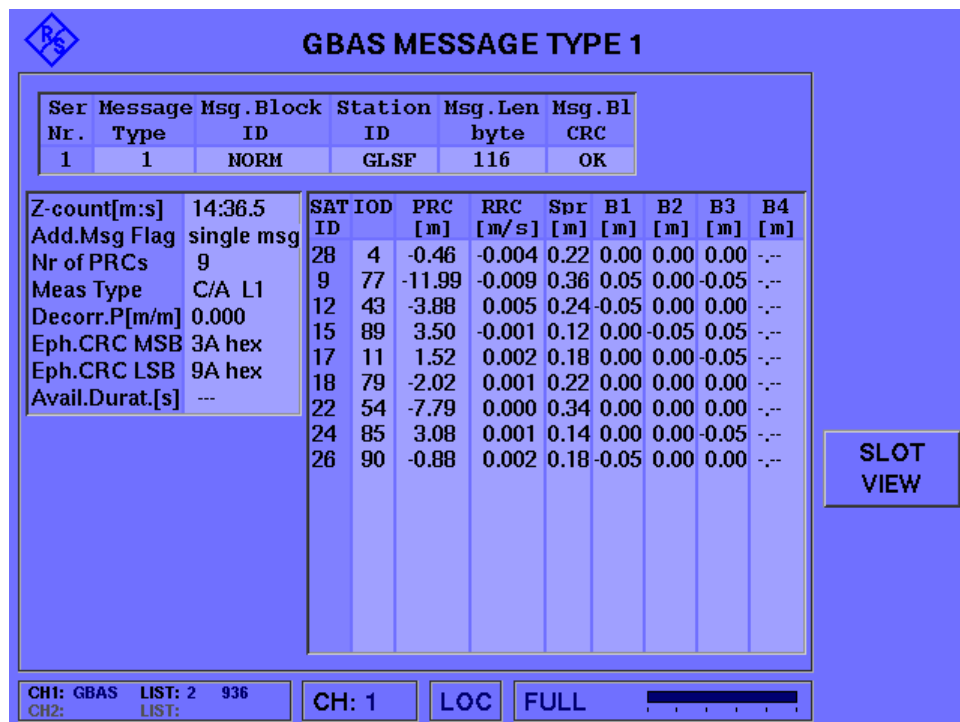 R&S
GBAS MESSAGE TYPE 1
Ser Message Msg.Block Station Msg.Len Msg.Bl
Nr. Type ID ID byte CRC
1 1 NORM GLSF 116 OK
Z-count[m:s] 14:36.5
Add.Msg Flag single msg
Nr of PRCs 9
Meas Type C/A L1
Decorr.P[m/m] 0.000
Eph.CRC MSB 3A hex
Eph.CRC LSB 9A hex
Avail.Durat.[s] ---
SAT IOD PRC RRC Spr B1 B2 B3 B4
ID [m] [m/s] [m] [m] [m] [m] [m]
28 4 -0.46 -0.004 0.22 0.00 0.00 0.00 -.--
9 77 -11.99 -0.009 0.36 0.05 0.00 -0.05 -.--
12 43 -3.88 0.005 0.24 -0.05 0.00 0.00 -.--
15 89 3.50 -0.001 0.12 0.00 -0.05 0.05 -.--
17 11 1.52 0.002 0.18 0.00 0.00 -0.05 -.--
18 79 -2.02 0.001 0.22 0.00 0.00 0.00 -.--
22 54 -7.79 0.000 0.34 0.00 0.00 0.00 -.--
24 85 3.08 0.001 0.14 0.00 0.00 -0.05 -.--
26 90 -0.88 0.002 0.18 -0.05 0.00 0.00 -.--
SLOT
VIEW
CH1: GBAS LIST: 2 936
CH2: LIST:
CH: 1
LOC
FULL